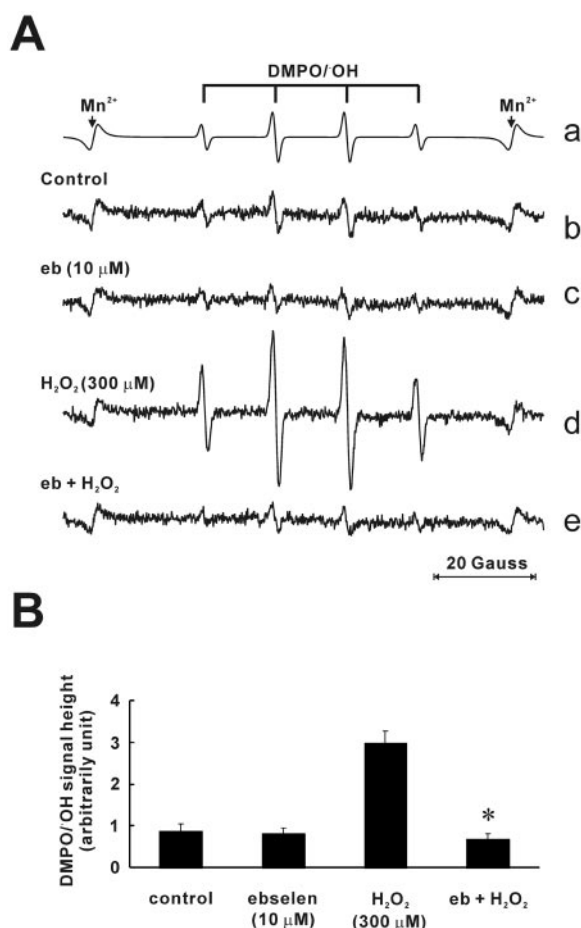 A
DMPO/·OH
Mn²⁺
Mn²⁺
a
Control
b
eb (10 μM)
c
H₂O₂ (300 μM)
d
eb + H₂O₂
e
20 Gauss
B
DMPO/·OH signal height
(arbitrarily unit)
4
3
2
1
0
*
control
ebselen
(10 μM)
H₂O₂
(300 μM)
eb + H₂O₂